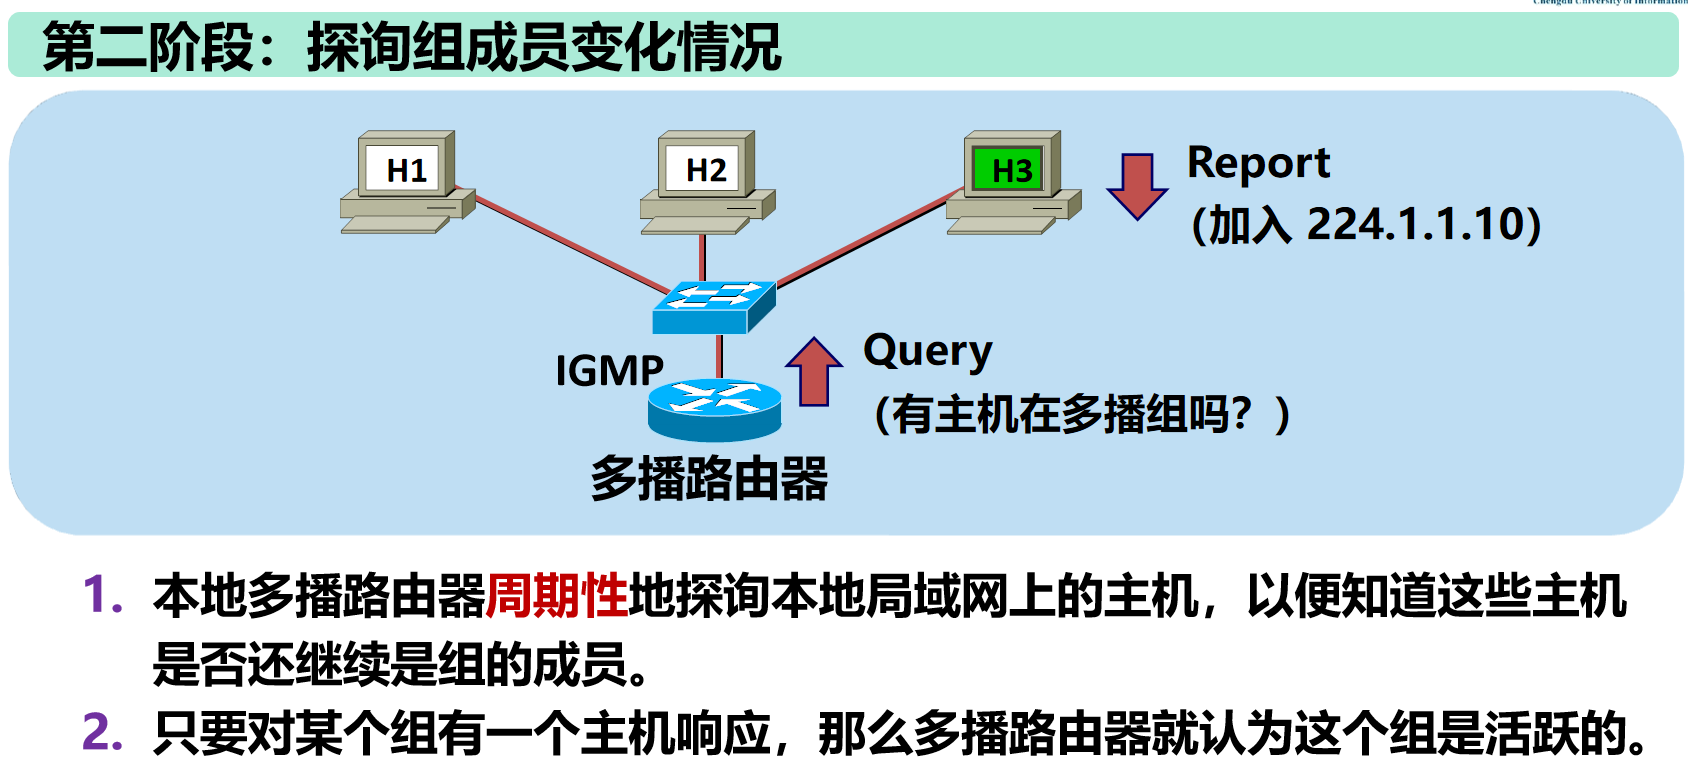 Chengdu University of Information
第二阶段：探询组成员变化情况
H1
H2
H3
Report
（加入 224.1.1.10）
IGMP
Query
（有主机在多播组吗？）
多播路由器
1. 本地多播路由器周期性地探询本地局域网上的主机，以便知道这些主机
是否还继续是组的成员。
2. 只要对某个组有一个主机响应，那么多播路由器就认为这个组是活跃的。